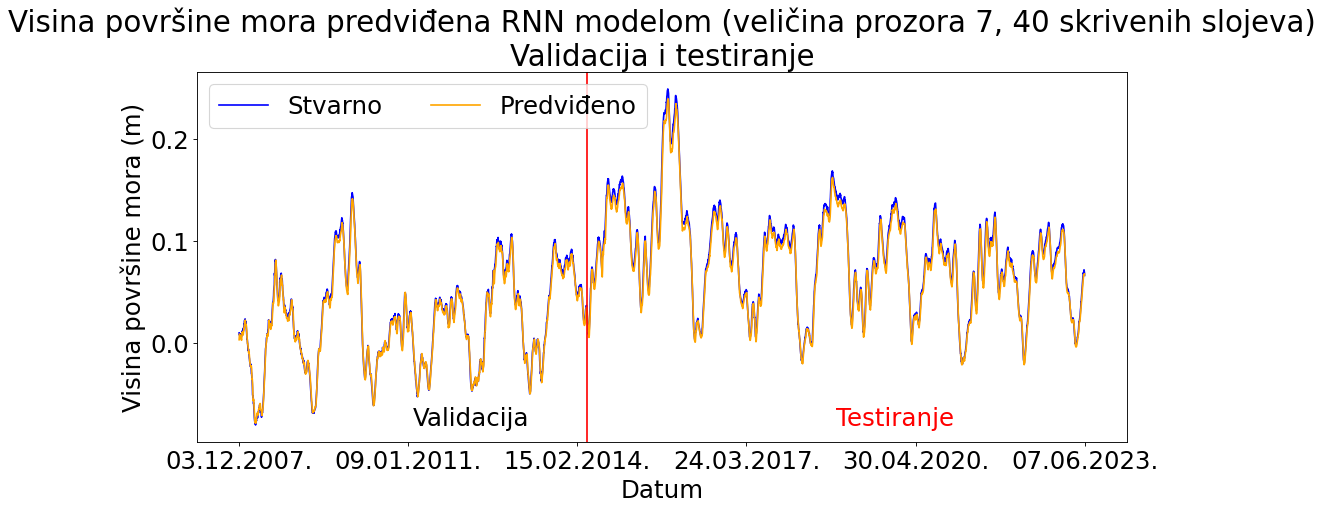 Visina površine mora predviđena RNN modelom (veličina prozora 7, 40 skrivenih slojeva)
Validacija i testiranje
Stvarno
Predviđeno
Visina površine mora (m)
0.2
0.1
0.0
Validacija
Testiranje
03.12.2007.
09.01.2011.
15.02.2014.
24.03.2017.
30.04.2020.
07.06.2023.
Datum